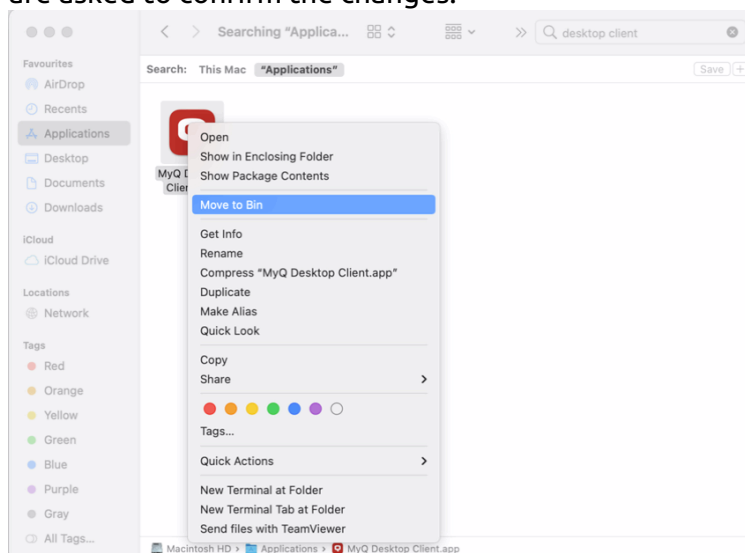 are asked to confirm the changes.
Searching “Applica...
desktop client
Favourites
AirDrop
Recents
Applications
Desktop
Documents
Downloads
iCloud
iCloud Drive
Locations
Network
Tags
Red
Orange
Yellow
Green
Blue
Purple
Gray
All Tags...
Search: This Mac “Applications” Save +
MyQ D
Clier
Open
Show in Enclosing Folder
Show Package Contents
Move to Bin
Get Info
Rename
Compress “MyQ Desktop Client.app”
Duplicate
Make Alias
Quick Look
Copy
Share
Tags...
Quick Actions
New Terminal at Folder
New Terminal Tab at Folder
Send files with TeamViewer
Macintosh HD › Applications › MyQ Desktop Client.app